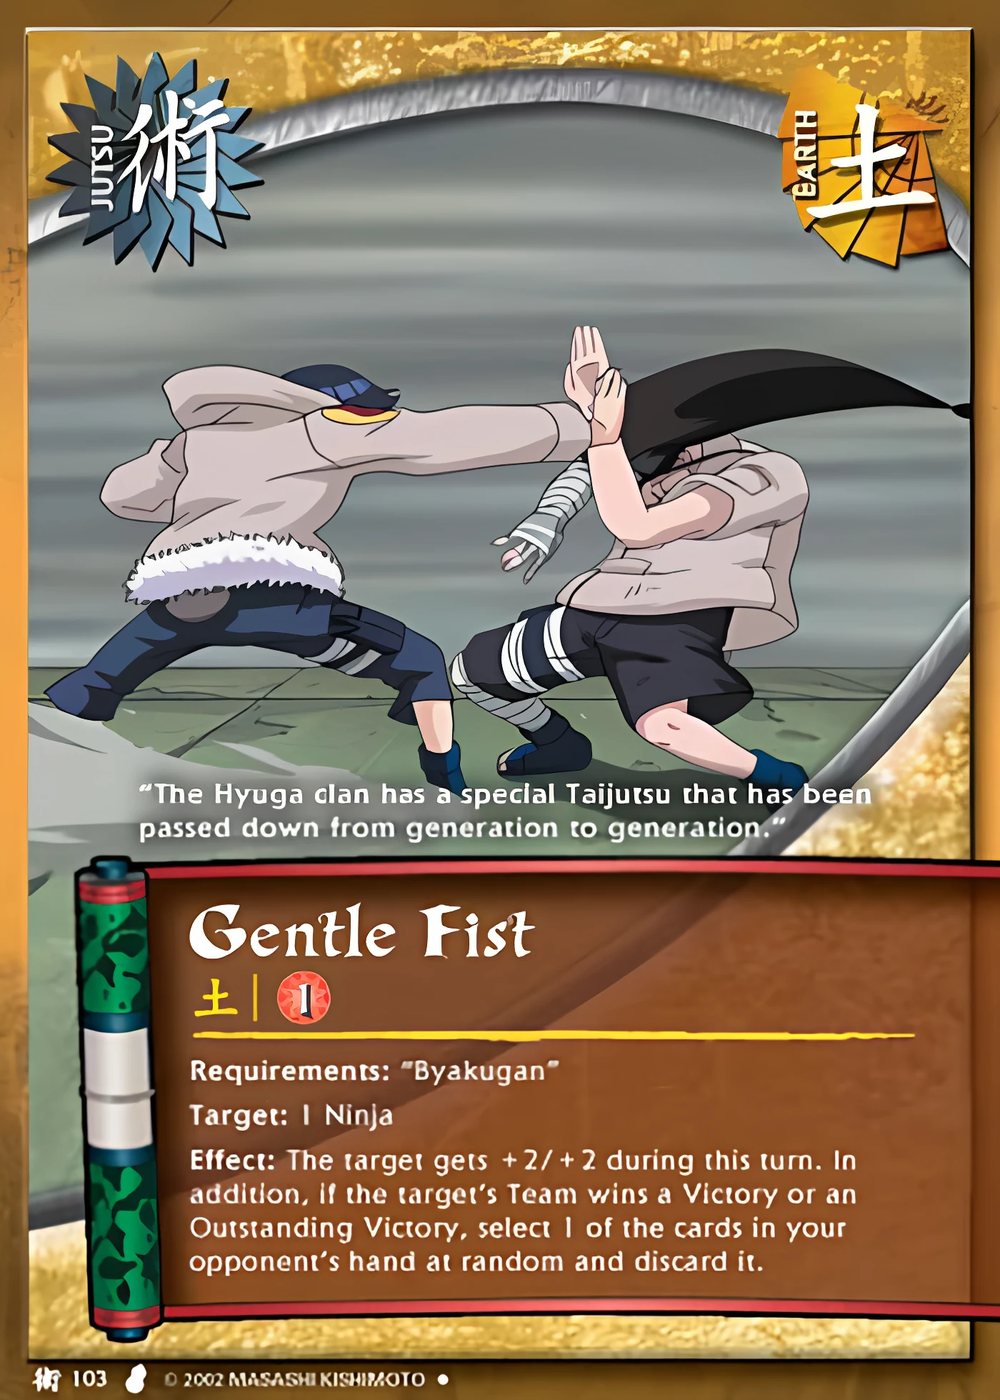 JUTSU 術
EARTH 土
“The Hyuga clan has a special Taijutsu that has been
passed down from generation to generation.”
Gentle Fist
土 | 1
Requirements: “Byakugan”
Target: 1 Ninja
Effect: The target gets +2/+2 during this turn. In
addition, if the target's Team wins a Victory or an
Outstanding Victory, select 1 of the cards in your
opponent's hand at random and discard it.
術 103 © 2002 MASASHI KISHIMOTO